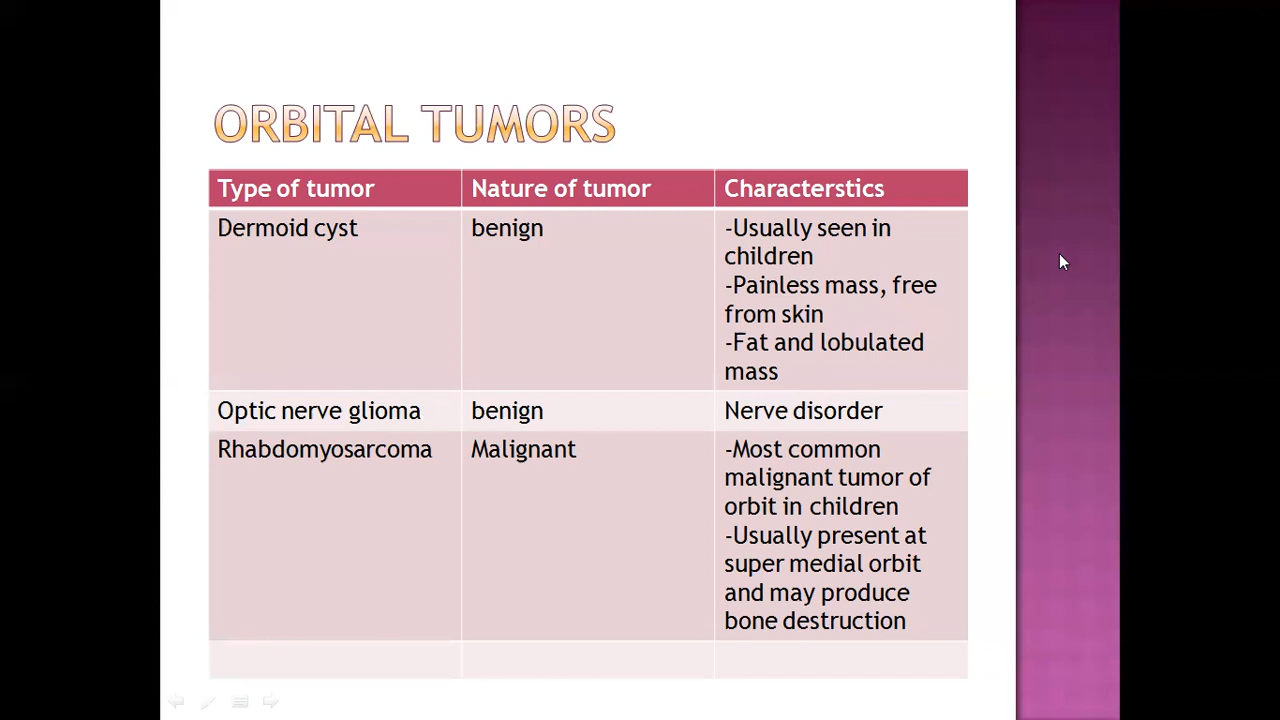 ORBITAL TUMORS
Type of tumor
Nature of tumor
Characterstics
Dermoid cyst
benign
-Usually seen in
children
-Painless mass, free
from skin
-Fat and lobulated
mass
Optic nerve glioma
benign
Nerve disorder
Rhabdomyosarcoma
Malignant
-Most common
malignant tumor of
orbit in children
-Usually present at
super medial orbit
and may produce
bone destruction